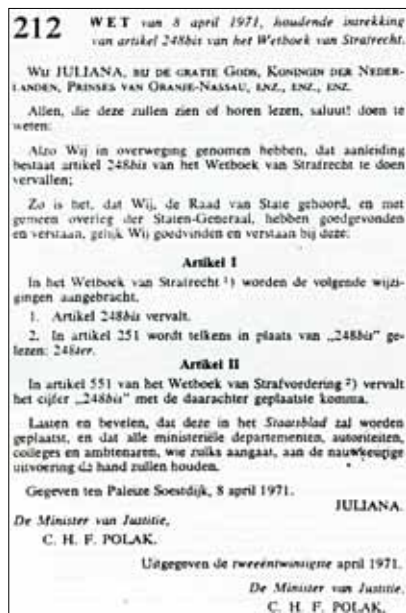 212 WET van 8 april 1971, houdende intrekking
van artikel 248bis van het Wetboek van Strafrecht.
WIJ JULIANA, BIJ DE GRATIE GODS, KONINGIN DER NEDER-
LANDEN, PRINSES VAN ORANJE-NASSAU, ENZ., ENZ., ENZ.
Allen, die deze zullen zien of horen lezen, saluut! doen te
weten:
Alzo Wij in overweging genomen hebben, dat aanleiding
bestaat artikel 248bis van het Wetboek van Strafrecht te doen
vervallen;
Zo is het, dat Wij, de Raad van State gehoord, en met
gemeen overleg der Staten-Generaal, hebben goedgevonden
en verstaan, gelijk Wij goedvinden en verstaan bij deze:
Artikel I
In het Wetboek van Strafrecht ¹) worden de volgende wijzi-
gingen aangebracht.
1. Artikel 248bis vervalt.
2. In artikel 251 wordt telkens in plaats van „248bis” ge-
lezen: 248ter.
Artikel II
In artikel 551 van het Wetboek van Strafvordering ²) vervalt
het cijfer „248bis” met de daarachter geplaatste komma.
Lasten en bevelen, dat deze in het Staatsblad zal worden
geplaatst, en dat alle ministeriële departementen, autoriteiten,
colleges en ambtenaren, wie zulks aangaat, aan de nauwkeurige
uitvoering de hand zullen houden.
Gegeven ten Paleize Soestdijk, 8 april 1971.
JULIANA.
De Minister van Justitie,
C. H. F. POLAK.
Uitgegeven de tweeëntwintigste april 1971.
De Minister van Justitie,
C. H. F. POLAK.